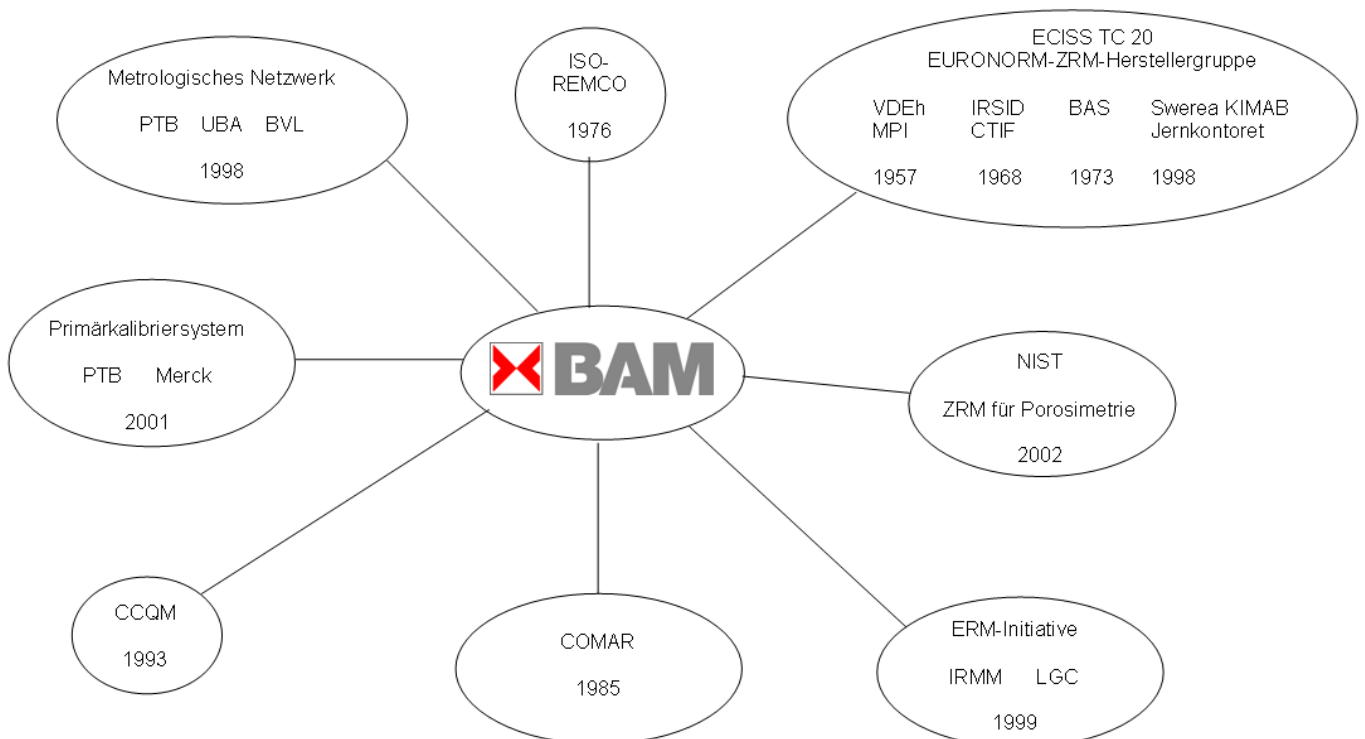 Metrologisches Netzwerk
PTB UBA BVL
1998
ISO-
REMCO
1976
ECISS TC 20
EURONORM-ZRM-Herstellergruppe
VDEh IRSID BAS Swerea KIMAB
MPI CTIF Jernkontoret
1957 1968 1973 1998
Primärkalibriersystem
PTB Merck
2001
BAM
NIST
ZRM für Porosimetrie
2002
CCQM
1993
COMAR
1985
ERM-Initiative
IRMM LGC
1999